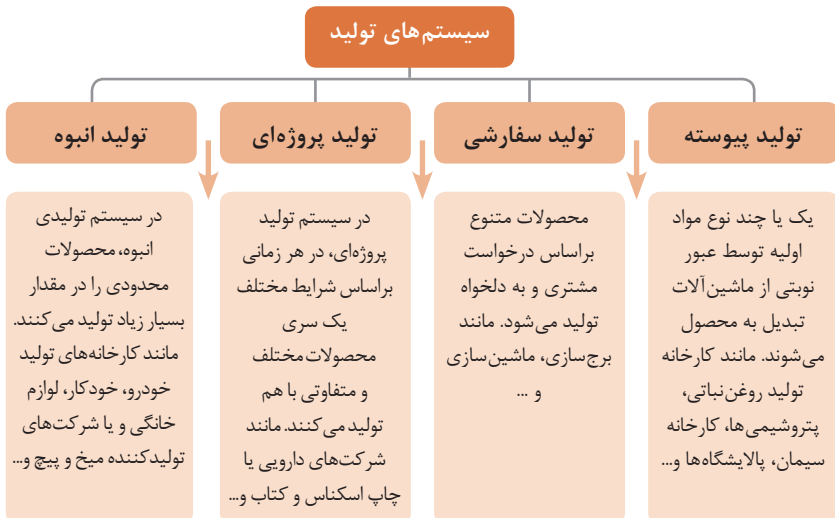 سیستم‌های تولید
تولید پیوسته
یک یا چند نوع مواد
اولیه توسط عبور
نوبتی از ماشین‌آلات
تبدیل به محصول
می‌شوند. مانند کارخانه
تولید روغن‌نباتی،
پتروشیمی‌ها، کارخانه
سیمان، پالایشگاه‌ها و...
تولید سفارشی
محصولات متنوع
براساس درخواست
مشتری و به دلخواه
تولید می‌شود. مانند
برج‌سازی، ماشین‌سازی
و ...
تولید پروژه‌ای
در سیستم تولید
پروژه‌ای، در هر زمانی
براساس شرایط مختلف
یک سری
محصولات مختلف
و متفاوتی با هم
تولید می‌کنند. مانند
شرکت‌های دارویی یا
چاپ اسکناس و کتاب و...
تولید انبوه
در سیستم تولیدی
انبوه، محصولات
محدودی را در مقدار
بسیار زیاد تولید می‌کنند.
مانند کارخانه‌های تولید
خودرو، خودکار، لوازم
خانگی و یا شرکت‌های
تولیدکننده میخ و پیچ و...